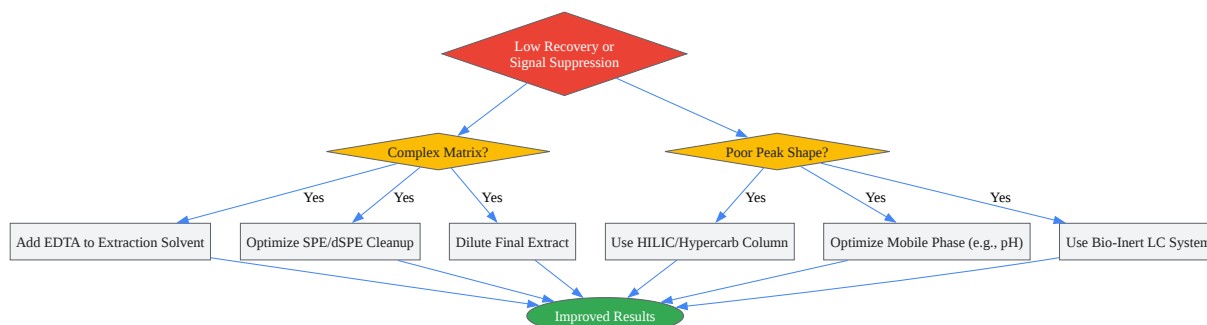 Low Recovery or
Signal Suppression
Complex Matrix?
Poor Peak Shape?
Yes
Yes
Yes
Yes
Yes
Yes
Add EDTA to Extraction Solvent
Optimize SPE/dSPE Cleanup
Dilute Final Extract
Use HILIC/Hypercarb Column
Optimize Mobile Phase (e.g., pH)
Use Bio-Inert LC System
Improved Results